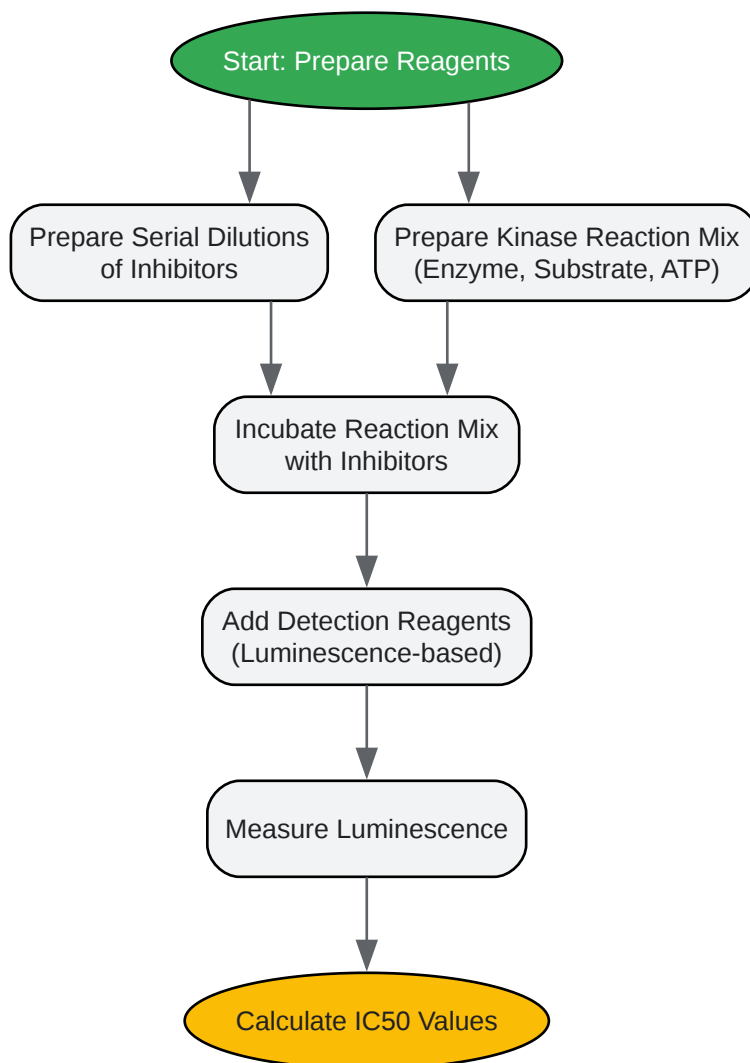 Start: Prepare Reagents
Prepare Serial Dilutions
of Inhibitors
Prepare Kinase Reaction Mix
(Enzyme, Substrate, ATP)
Incubate Reaction Mix
with Inhibitors
Add Detection Reagents
(Luminescence-based)
Measure Luminescence
Calculate IC50 Values